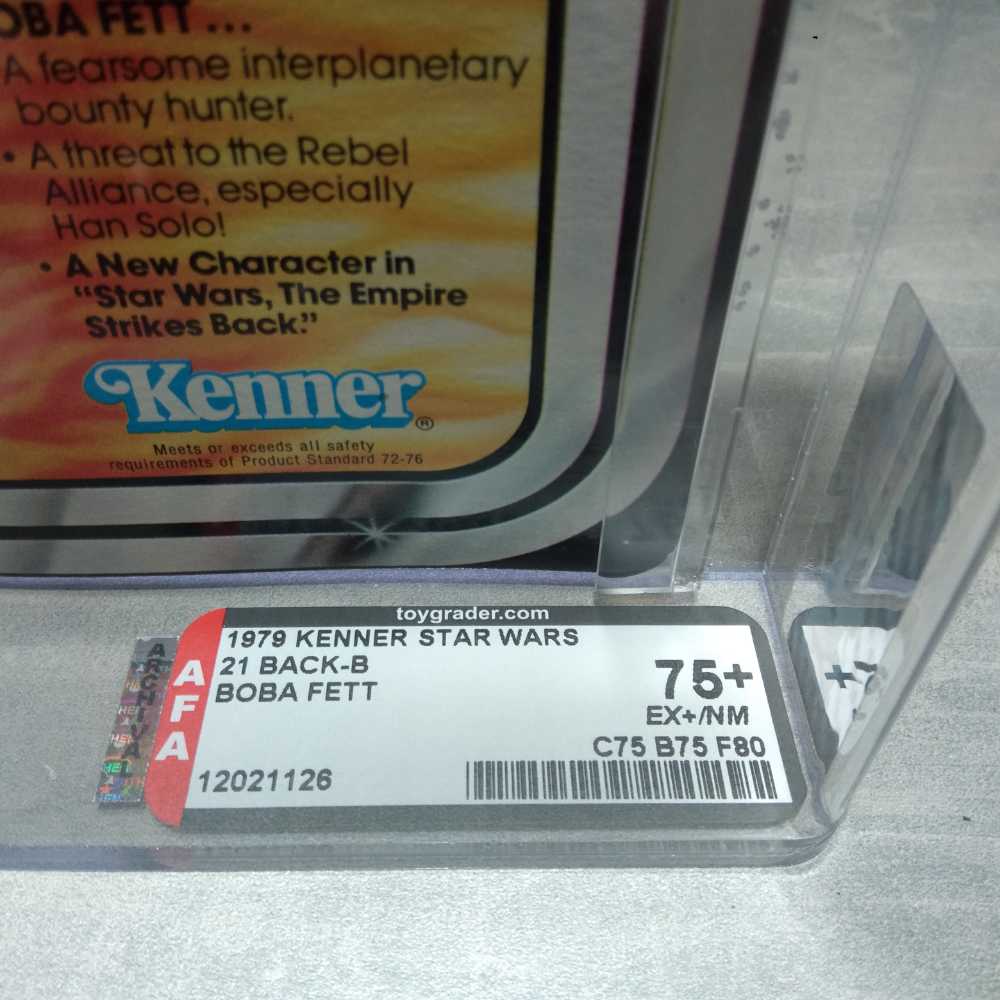 BOBA FETT ...
A fearsome interplanetary
bounty hunter.
• A threat to the Rebel
Alliance, especially
Han Solo!
• A New Character in
"Star Wars, The Empire
Strikes Back."
Kenner®
Meets or exceeds all safety
requirements of Product Standard 72-76
toygrader.com
AFA
ARCHIVAL
1979 KENNER STAR WARS
21 BACK-B
BOBA FETT
75+
EX+/NM
C75 B75 F80
12021126